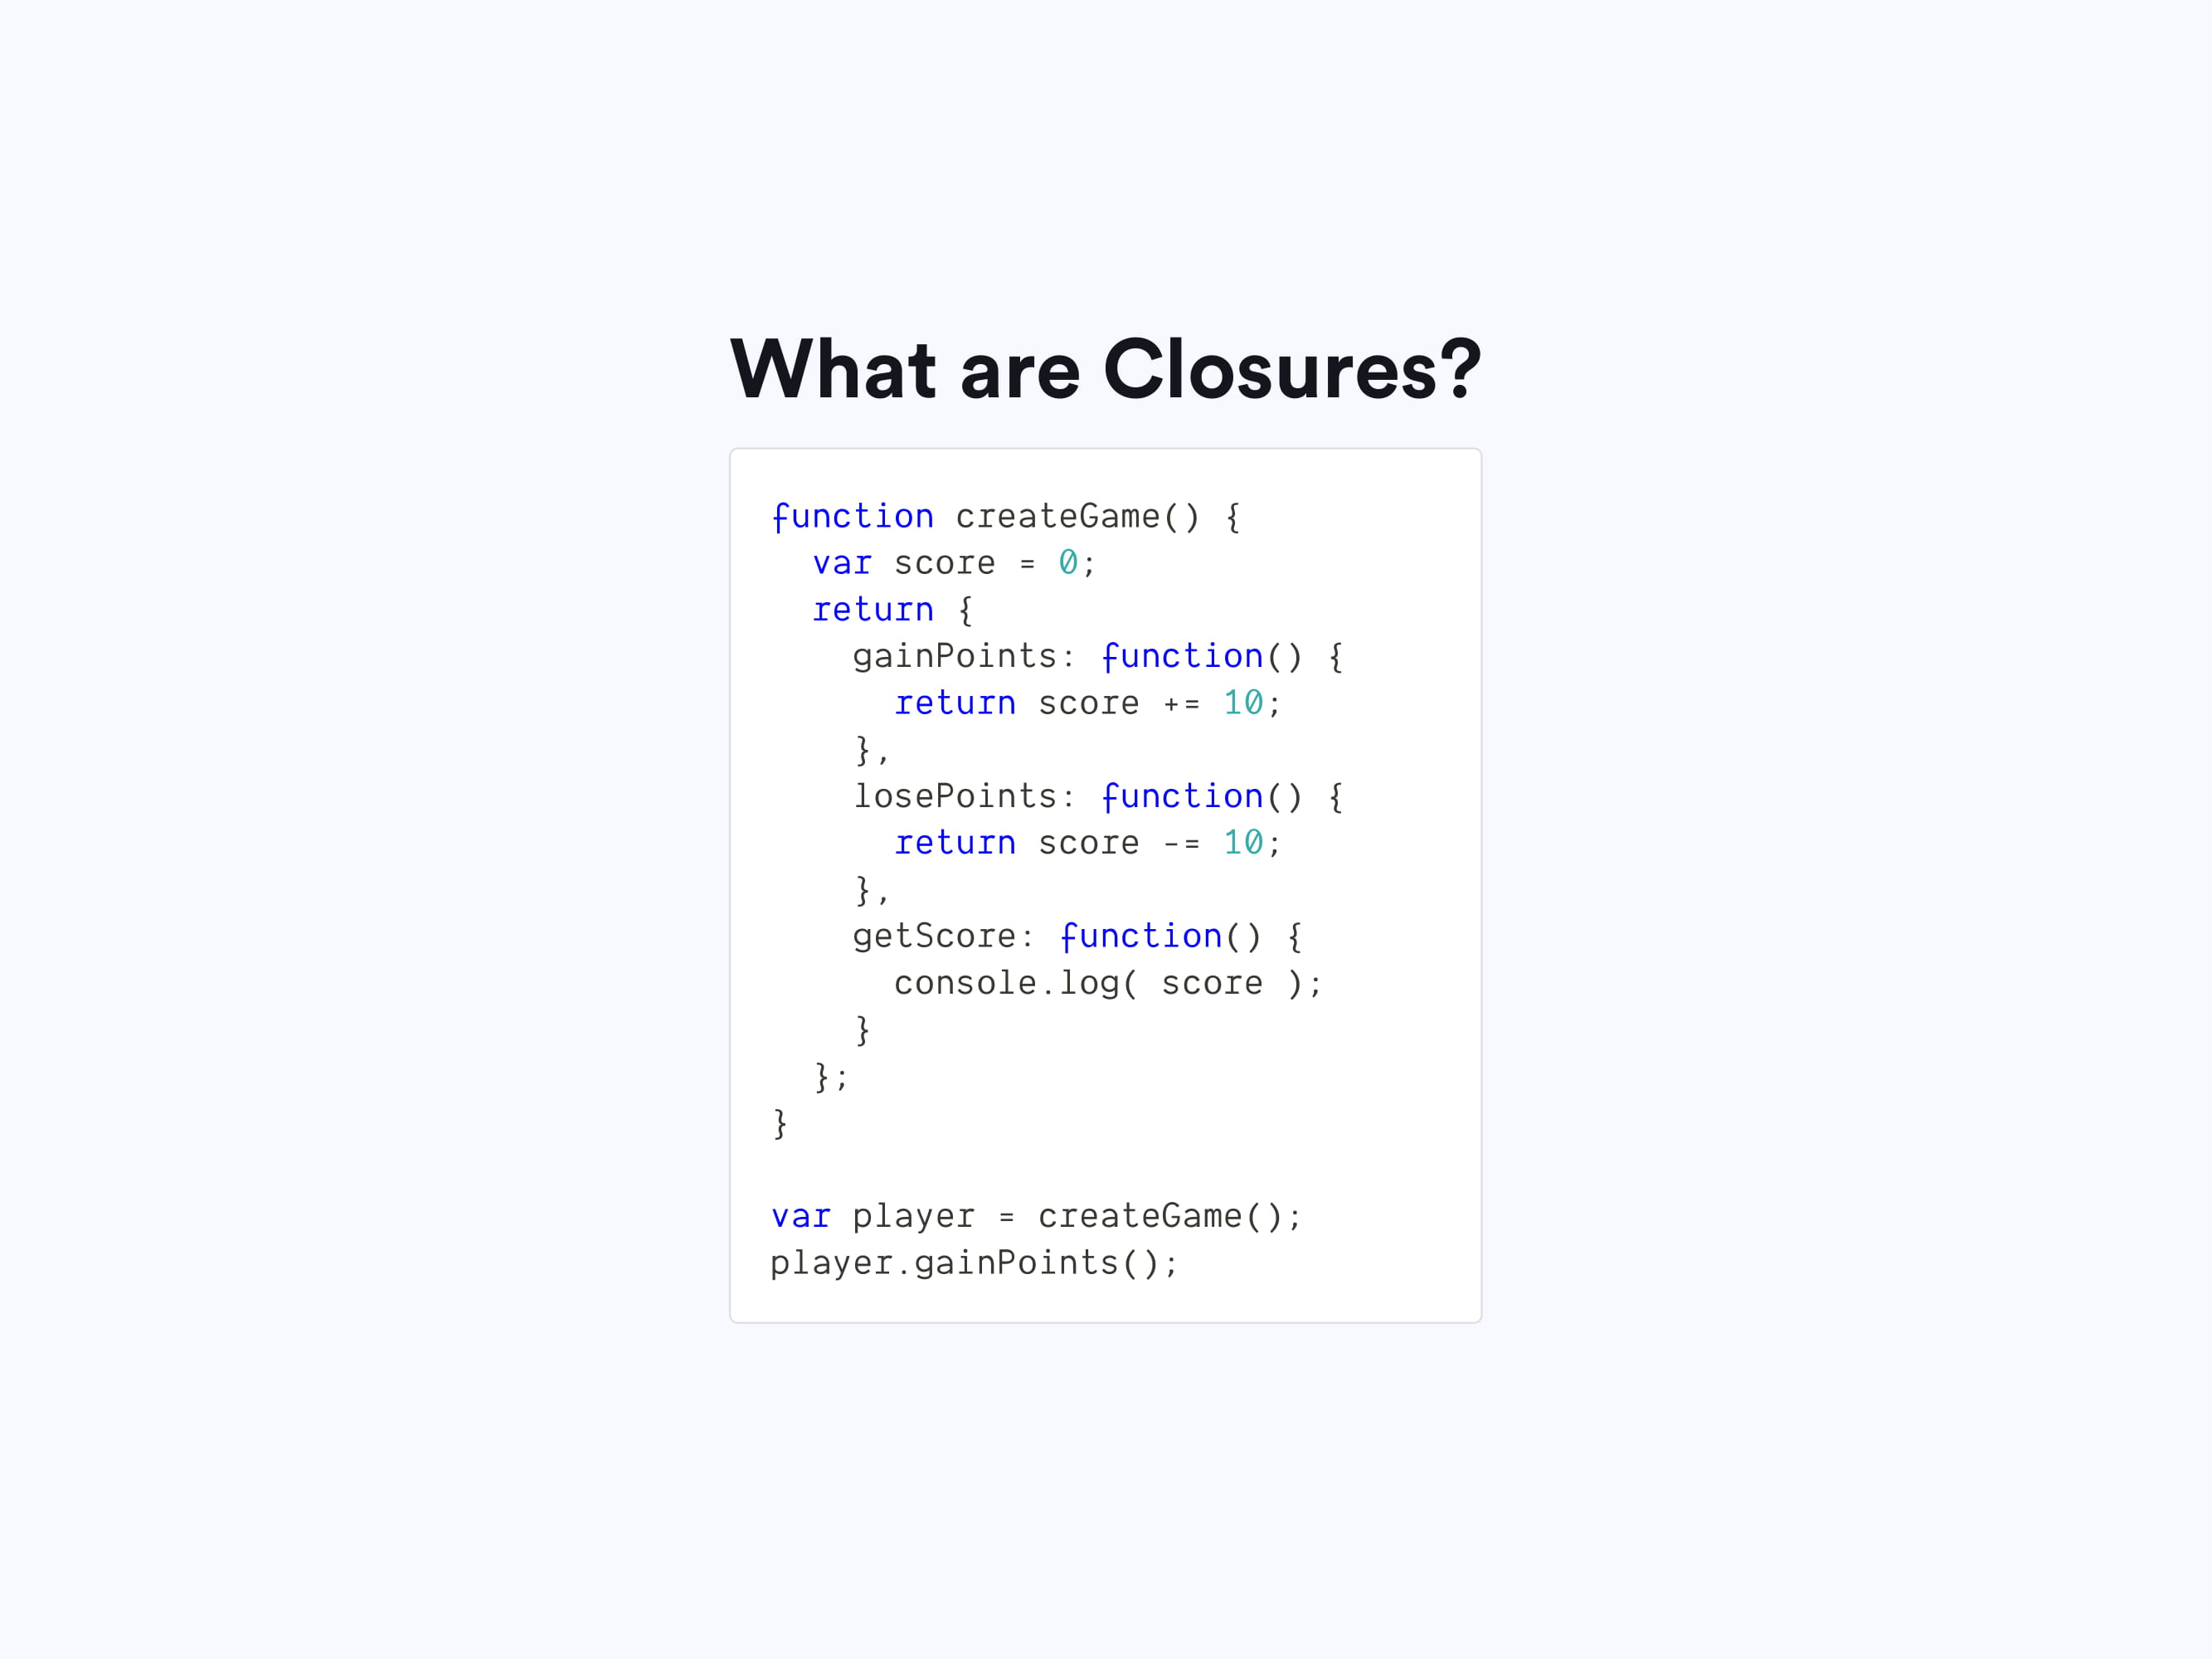 What are Closures?
function createGame() {
  var score = 0;
  return {
    gainPoints: function() {
      return score += 10;
    },
    losePoints: function() {
      return score -= 10;
    },
    getScore: function() {
      console.log( score );
    }
  };
}

var player = createGame();
player.gainPoints();